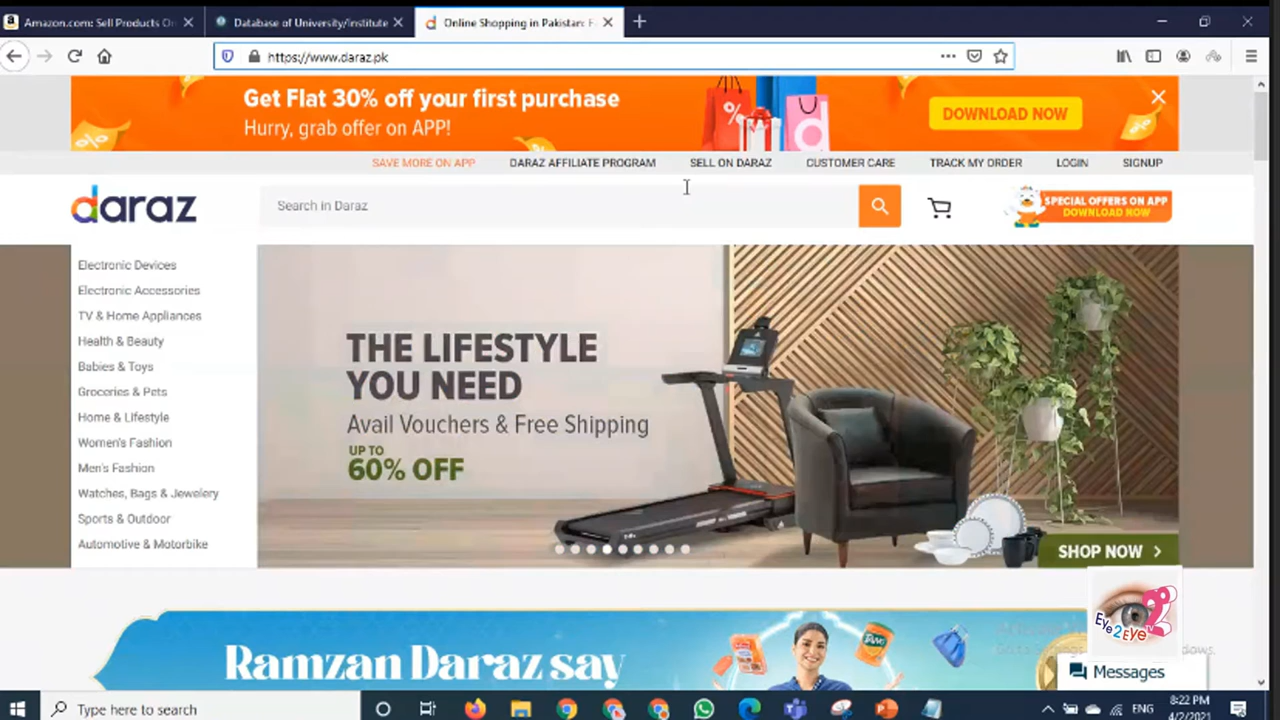 Amazon.com: Sell Products On
Database of University/Institute
Online Shopping in Pakistan: F
https://www.daraz.pk
Get Flat 30% off your first purchase
Hurry, grab offer on APP!
DOWNLOAD NOW
SAVE MORE ON APP
DARAZ AFFILIATE PROGRAM
SELL ON DARAZ
CUSTOMER CARE
TRACK MY ORDER
LOGIN
SIGNUP
daraz
Search in Daraz
SPECIAL OFFERS ON APP
DOWNLOAD NOW
Electronic Devices
Electronic Accessories
TV & Home Appliances
Health & Beauty
Babies & Toys
Groceries & Pets
Home & Lifestyle
Women's Fashion
Men's Fashion
Watches, Bags & Jewelery
Sports & Outdoor
Automotive & Motorbike
THE LIFESTYLE
YOU NEED
Avail Vouchers & Free Shipping
UP TO
60% OFF
SHOP NOW
Eye2Eye
Ramzan Daraz say
Messages
Type here to search
ENG
8:22 PM
4/2/2021